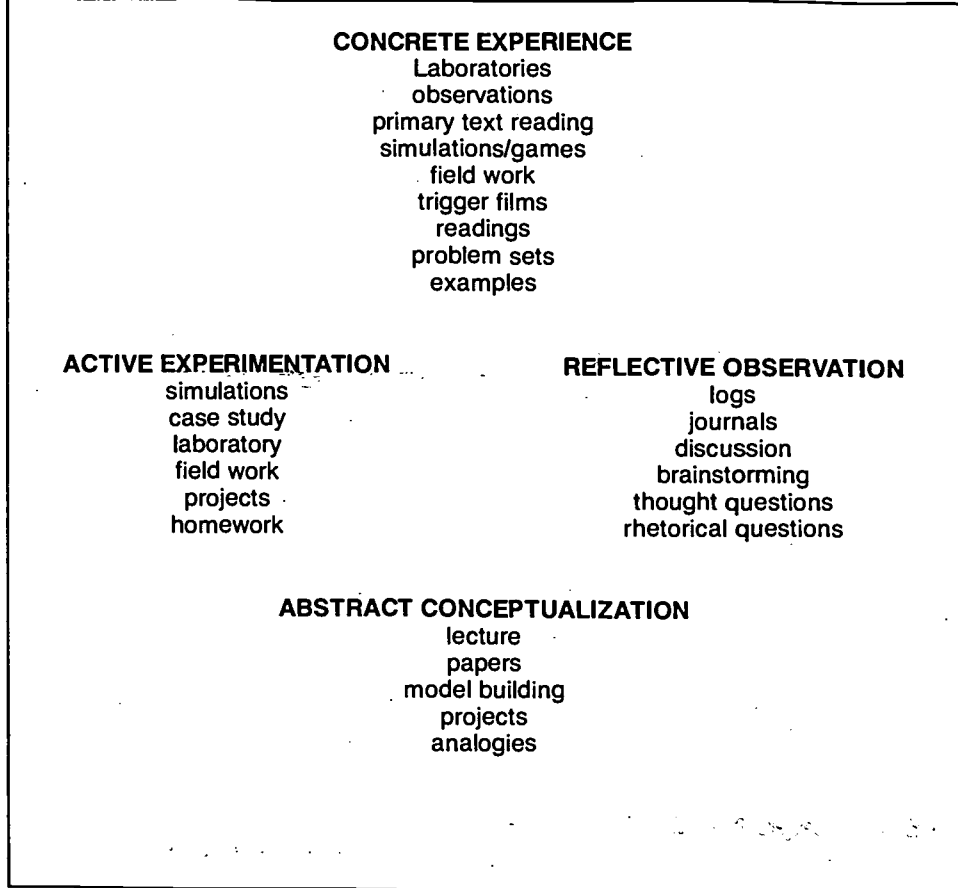 CONCRETE EXPERIENCE
Laboratories
observations
primary text reading
simulations/games
field work
trigger films
readings
problem sets
examples
ACTIVE EXPERIMENTATION
simulations
case study
laboratory
field work
projects
homework
REFLECTIVE OBSERVATION
logs
journals
discussion
brainstorming
thought questions
rhetorical questions
ABSTRACT CONCEPTUALIZATION
lecture
papers
model building
projects
analogies